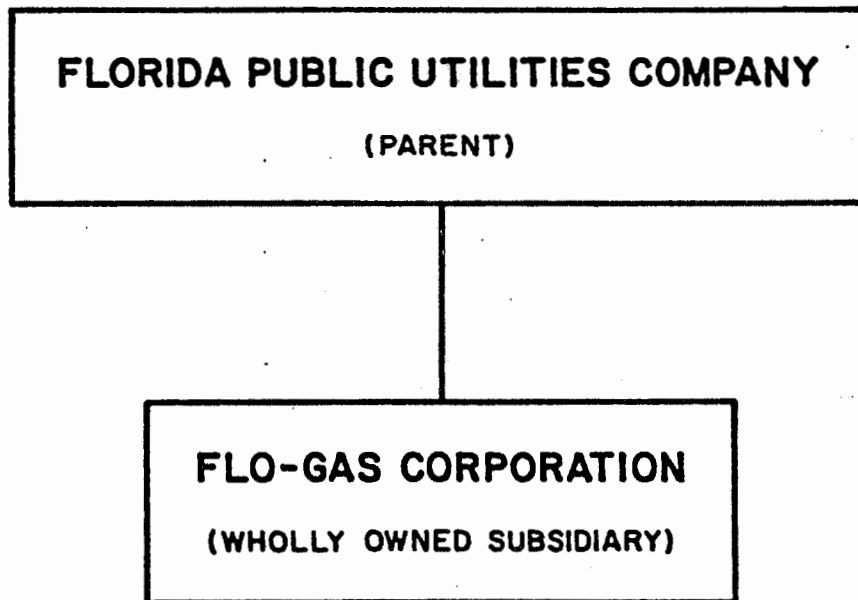 FLORIDA PUBLIC UTILITIES COMPANY
(PARENT)
FLO-GAS CORPORATION
(WHOLLY OWNED SUBSIDIARY)